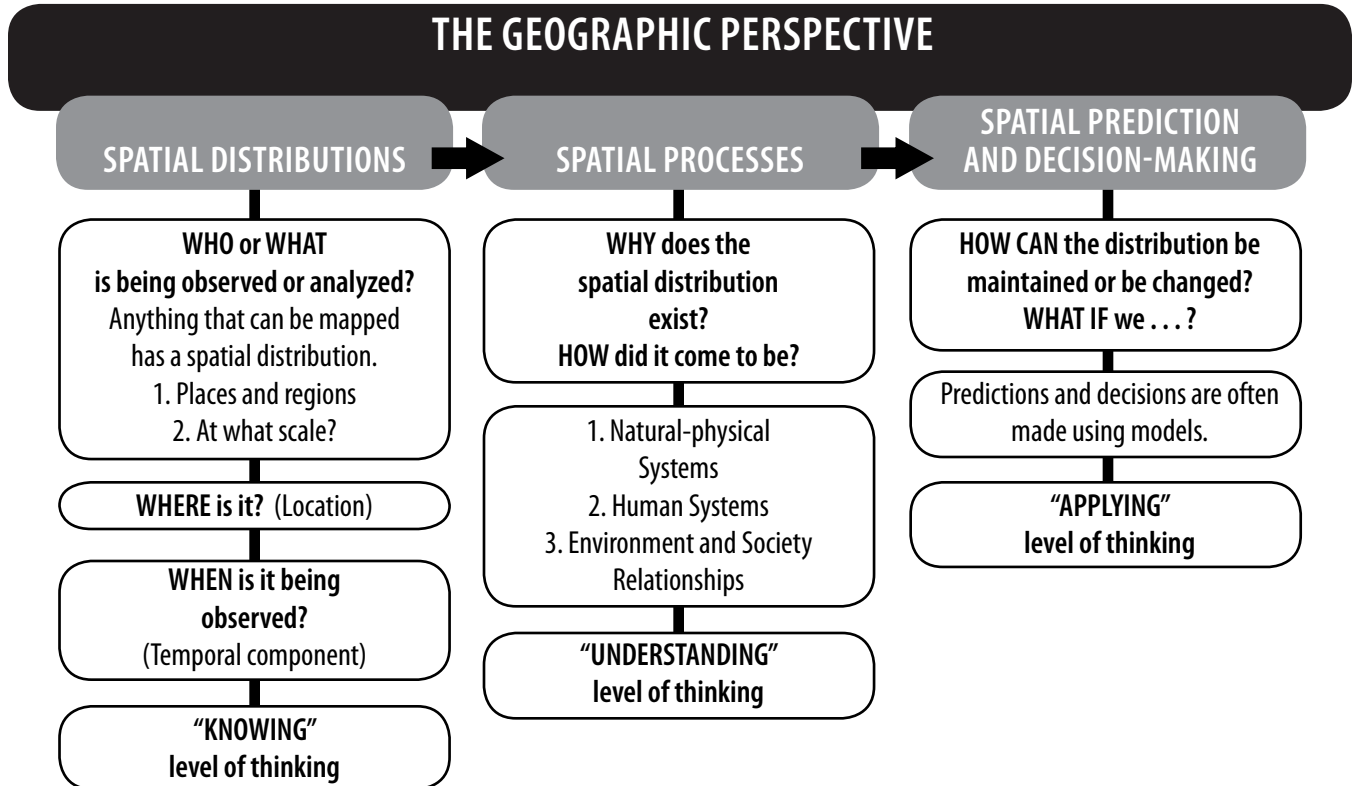 THE GEOGRAPHIC PERSPECTIVE
SPATIAL DISTRIBUTIONS
WHO or WHAT
is being observed or analyzed?
Anything that can be mapped
has a spatial distribution.
1. Places and regions
2. At what scale?
WHERE is it? (Location)
WHEN is it being
observed?
(Temporal component)
“KNOWING”
level of thinking
SPATIAL PROCESSES
WHY does the
spatial distribution
exist?
HOW did it come to be?
1. Natural-physical
Systems
2. Human Systems
3. Environment and Society
Relationships
“UNDERSTANDING”
level of thinking
SPATIAL PREDICTION
AND DECISION-MAKING
HOW CAN the distribution be
maintained or be changed?
WHAT IF we . . . ?
Predictions and decisions are often
made using models.
“APPLYING”
level of thinking